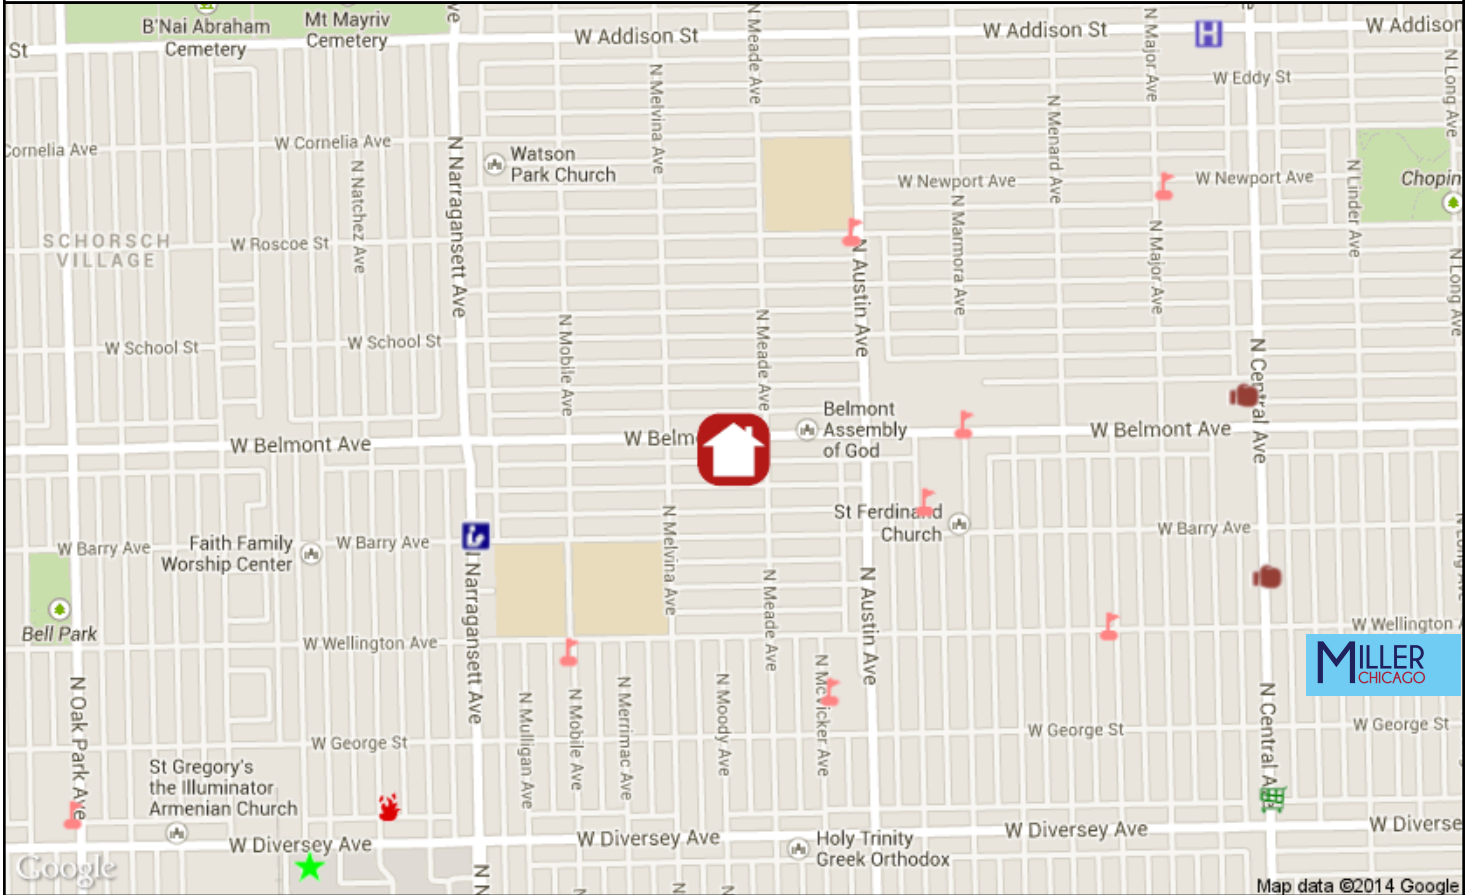 B'Nai Abraham
Cemetery
Mt Mayriv
Cemetery
ve
N Meade Ave
W Addison St
W Addison St
N Major Ave
H
e
W Addison
St
N Melvina Ave
W Eddy St
N Long Ave
Cornelia Ave
W Cornelia Ave
N Narragansett Ave
Watson
Park Church
N Menard Ave
N Natchez Ave
W Newport Ave
W Newport Ave
N Linder Ave
Chopin
SCHORSCH
VILLAGE
W Roscoe St
N Marmora Ave
N Major Ave
N Austin Ave
N Long Ave
W School St
W School St
N Mobile Ave
N Meade Ave
N Central Ave
W Belmont Ave
W Belm
Belmont
Assembly
of God
W Belmont Ave
St Ferdinand
Church
N Melvina Ave
W Barry Ave
Faith Family
Worship Center
W Barry Ave
W Barry Ave
N Long Ave
Bell Park
W Wellington Ave
N Narragansett Ave
N Meade Ave
N Austin Ave
W Wellington A
MILLER
CHICAGO
N Oak Park Ave
N Mulligan Ave
N Mobile Ave
N Merrimac Ave
N Moody Ave
N McVicker Ave
N Central Ave
W George St
W George St
W George St
St Gregory's
the Illuminator
Armenian Church
W Diversey Ave
W Diversey Ave
Holy Trinity
Greek Orthodox
W Diversey Ave
W Diverse
Google
N N
N
N
N
Map data ©2014 Google